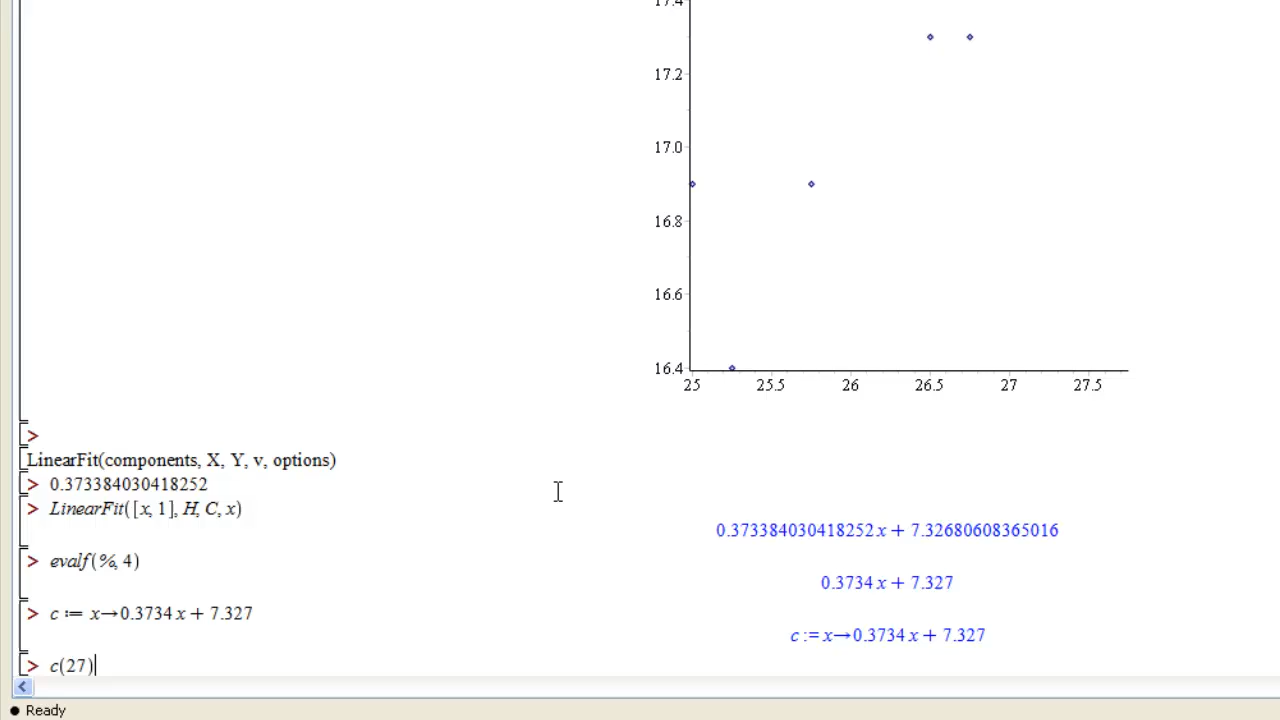 17.4
17.2
17.0
16.8
16.6
16.4
25 25.5 26 26.5 27 27.5
>
LinearFit(components, X, Y, v, options)
> 0.373384030418252
> LinearFit([x, 1], H, C, x)
0.373384030418252 x + 7.32680608365016
> evalf(%, 4)
0.3734 x + 7.327
> c := x→0.3734 x + 7.327
c := x→0.3734 x + 7.327
> c(27)
Ready